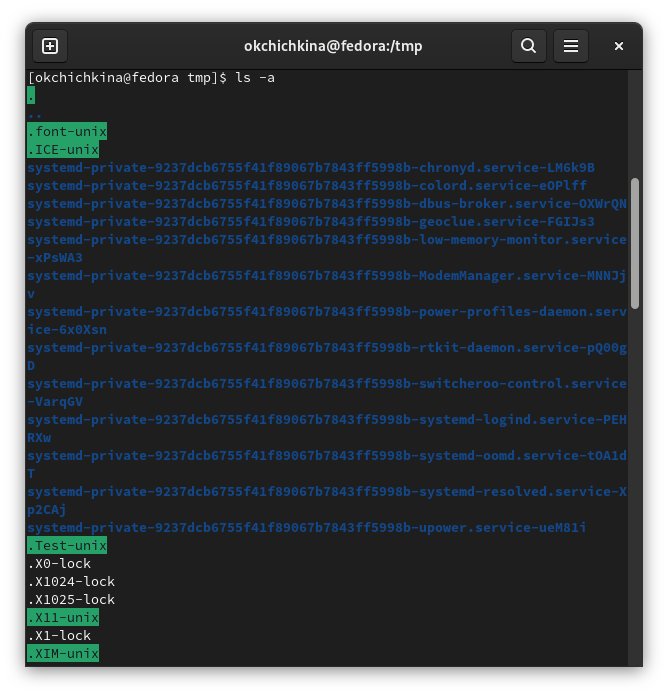 okchichkina@fedora:/tmp
[okchichkina@fedora tmp]$ ls -a
.
..
.font-unix
.ICE-unix
systemd-private-9237dcb6755f41f89067b7843ff5998b-chronyd.service-LM6k9B
systemd-private-9237dcb6755f41f89067b7843ff5998b-colord.service-eOPlff
systemd-private-9237dcb6755f41f89067b7843ff5998b-dbus-broker.service-OXWrQN
systemd-private-9237dcb6755f41f89067b7843ff5998b-geoclue.service-FGIJs3
systemd-private-9237dcb6755f41f89067b7843ff5998b-low-memory-monitor.service
-xPsWA3
systemd-private-9237dcb6755f41f89067b7843ff5998b-ModemManager.service-MNNJj
v
systemd-private-9237dcb6755f41f89067b7843ff5998b-power-profiles-daemon.serv
ice-6x0Xsn
systemd-private-9237dcb6755f41f89067b7843ff5998b-rtkit-daemon.service-pQ00g
D
systemd-private-9237dcb6755f41f89067b7843ff5998b-switcheroo-control.service
-VarqGV
systemd-private-9237dcb6755f41f89067b7843ff5998b-systemd-logind.service-PEH
RXw
systemd-private-9237dcb6755f41f89067b7843ff5998b-systemd-oomd.service-tOA1d
T
systemd-private-9237dcb6755f41f89067b7843ff5998b-systemd-resolved.service-X
p2CAj
systemd-private-9237dcb6755f41f89067b7843ff5998b-upower.service-ueM81i
.Test-unix
.X0-lock
.X1024-lock
.X1025-lock
.X11-unix
.X1-lock
.XIM-unix